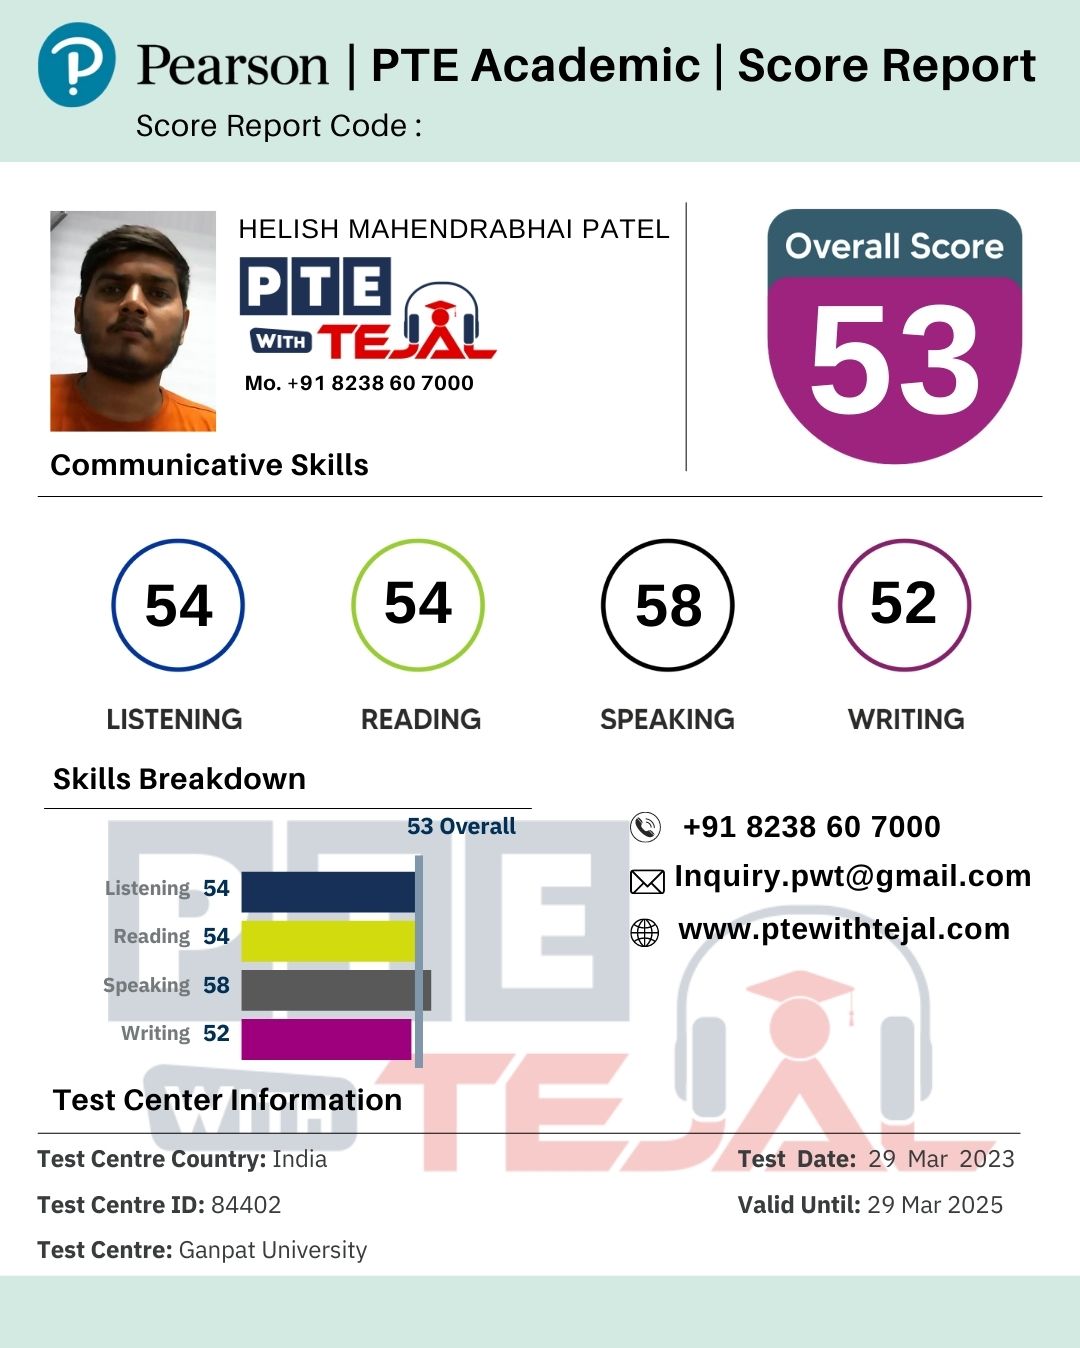 Pearson | PTE Academic | Score Report
Score Report Code :
HELISH MAHENDRABHAI PATEL
PTE
WITH TEJAL
Mo. +91 8238 60 7000
Overall Score
53
Communicative Skills
54 54 58 52
LISTENING READING SPEAKING WRITING
Skills Breakdown
53 Overall
Listening 54
Reading 54
Speaking 58
Writing 52
+91 8238 60 7000
Inquiry.pwt@gmail.com
www.ptewithtejal.com
PTE
WITH TEJAL
Test Center Information
Test Centre Country: India
Test Date: 29 Mar 2023
Test Centre ID: 84402
Valid Until: 29 Mar 2025
Test Centre: Ganpat University